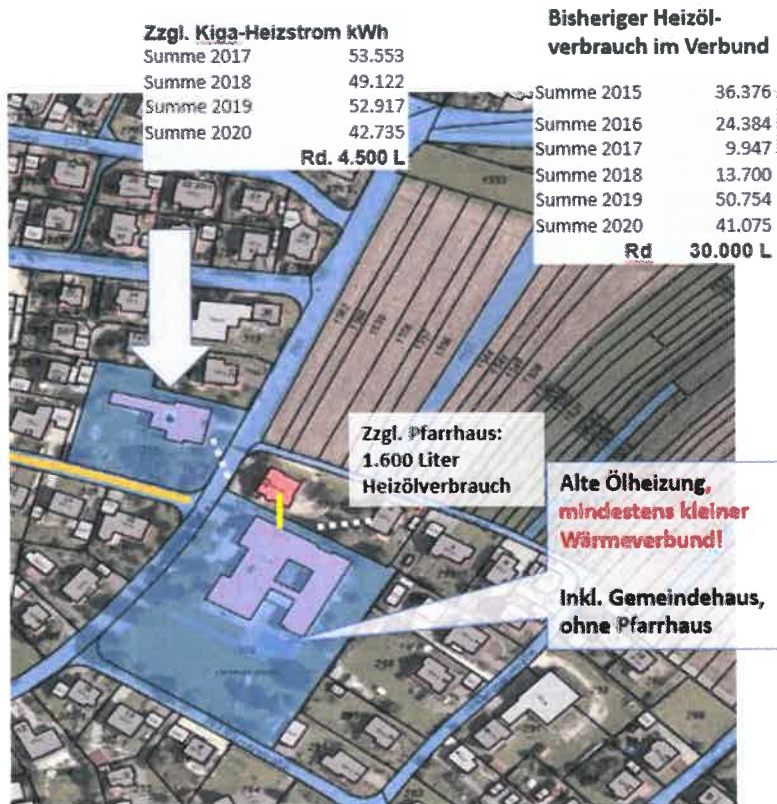 Zzgl. Kiga-Heizstrom kWh
Summe 2017 53.553
Summe 2018 49.122
Summe 2019 52.917
Summe 2020 42.735
Rd. 4.500 L
Bisheriger Heizöl-
verbrauch im Verbund
Summe 2015 36.376
Summe 2016 24.384
Summe 2017 9.947
Summe 2018 13.700
Summe 2019 50.754
Summe 2020 41.075
Rd 30.000 L
Zzgl. Pfarrhaus:
1.600 Liter
Heizölverbrauch
Alte Ölheizung,
mindestens kleiner
Wärmeverbund!
Inkl. Gemeindehaus,
ohne Pfarrhaus